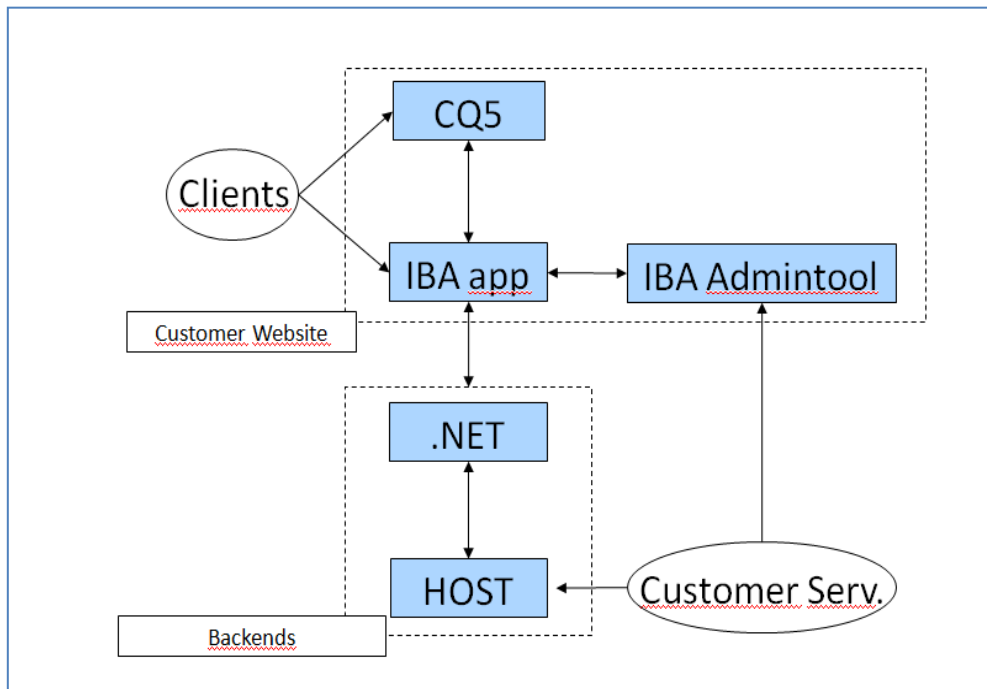 CQ5
Clients
IBA app
IBA Admintool
Customer Website
.NET
HOST
Customer Serv.
Backends